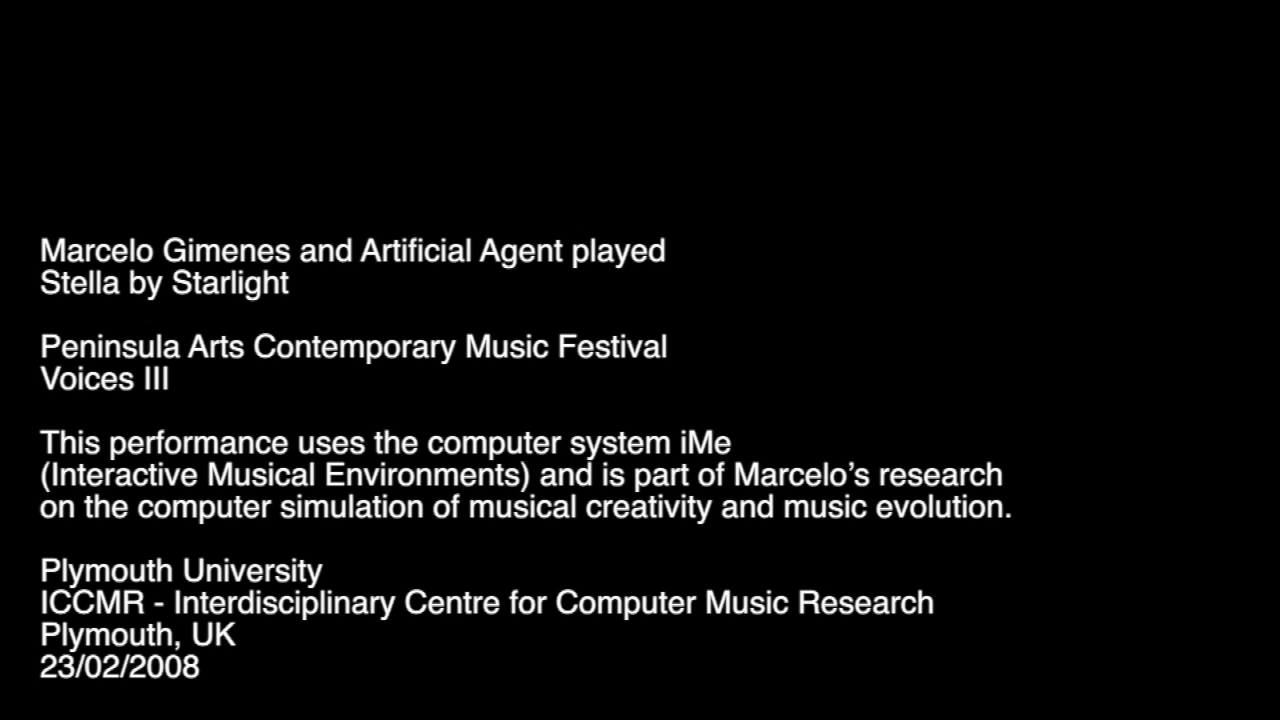 Marcelo Gimenes and Artificial Agent played
Stella by Starlight
Peninsula Arts Contemporary Music Festival
Voices III
This performance uses the computer system iMe
(Interactive Musical Environments) and is part of Marcelo’s research
on the computer simulation of musical creativity and music evolution.
Plymouth University
ICCMR - Interdisciplinary Centre for Computer Music Research
Plymouth, UK
23/02/2008